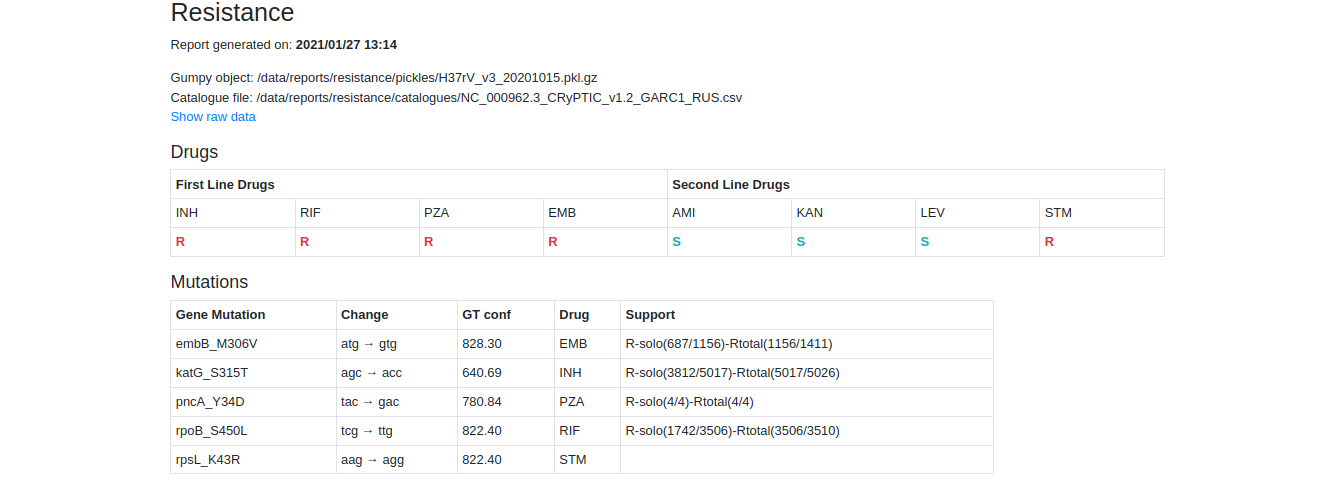 Resistance
Report generated on: 2021/01/27 13:14
Gumpy object: /data/reports/resistance/pickles/H37rV_v3_20201015.pkl.gz
Catalogue file: /data/reports/resistance/catalogues/NC_000962.3_CRyPTIC_v1.2_GARC1_RUS.csv
Show raw data
Drugs
First Line Drugs Second Line Drugs
INH RIF PZA EMB AMI KAN LEV STM
R R R R S S S R
Mutations
Gene Mutation Change GT conf Drug Support
embB_M306V atg → gtg 828.30 EMB R-solo(687/1156)-Rtotal(1156/1411)
katG_S315T agc → acc 640.69 INH R-solo(3812/5017)-Rtotal(5017/5026)
pncA_Y34D tac → gac 780.84 PZA R-solo(4/4)-Rtotal(4/4)
rpoB_S450L tcg → ttg 822.40 RIF R-solo(1742/3506)-Rtotal(3506/3510)
rpsL_K43R aag → agg 822.40 STM